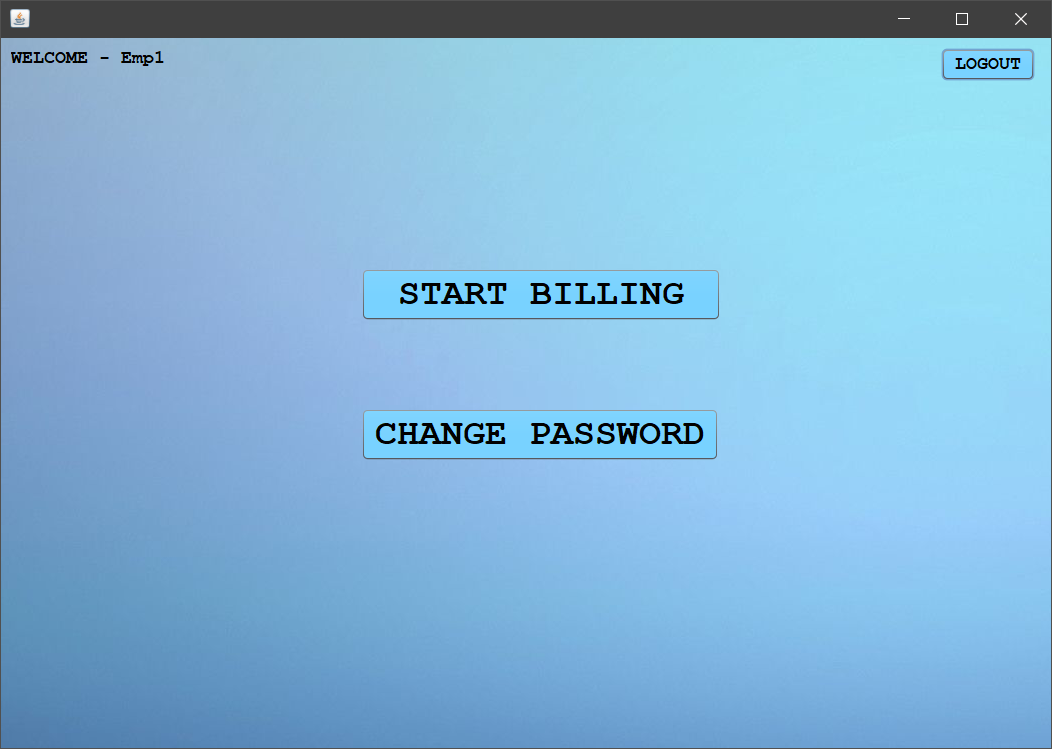 WELCOME - Emp1
LOGOUT
START BILLING
CHANGE PASSWORD